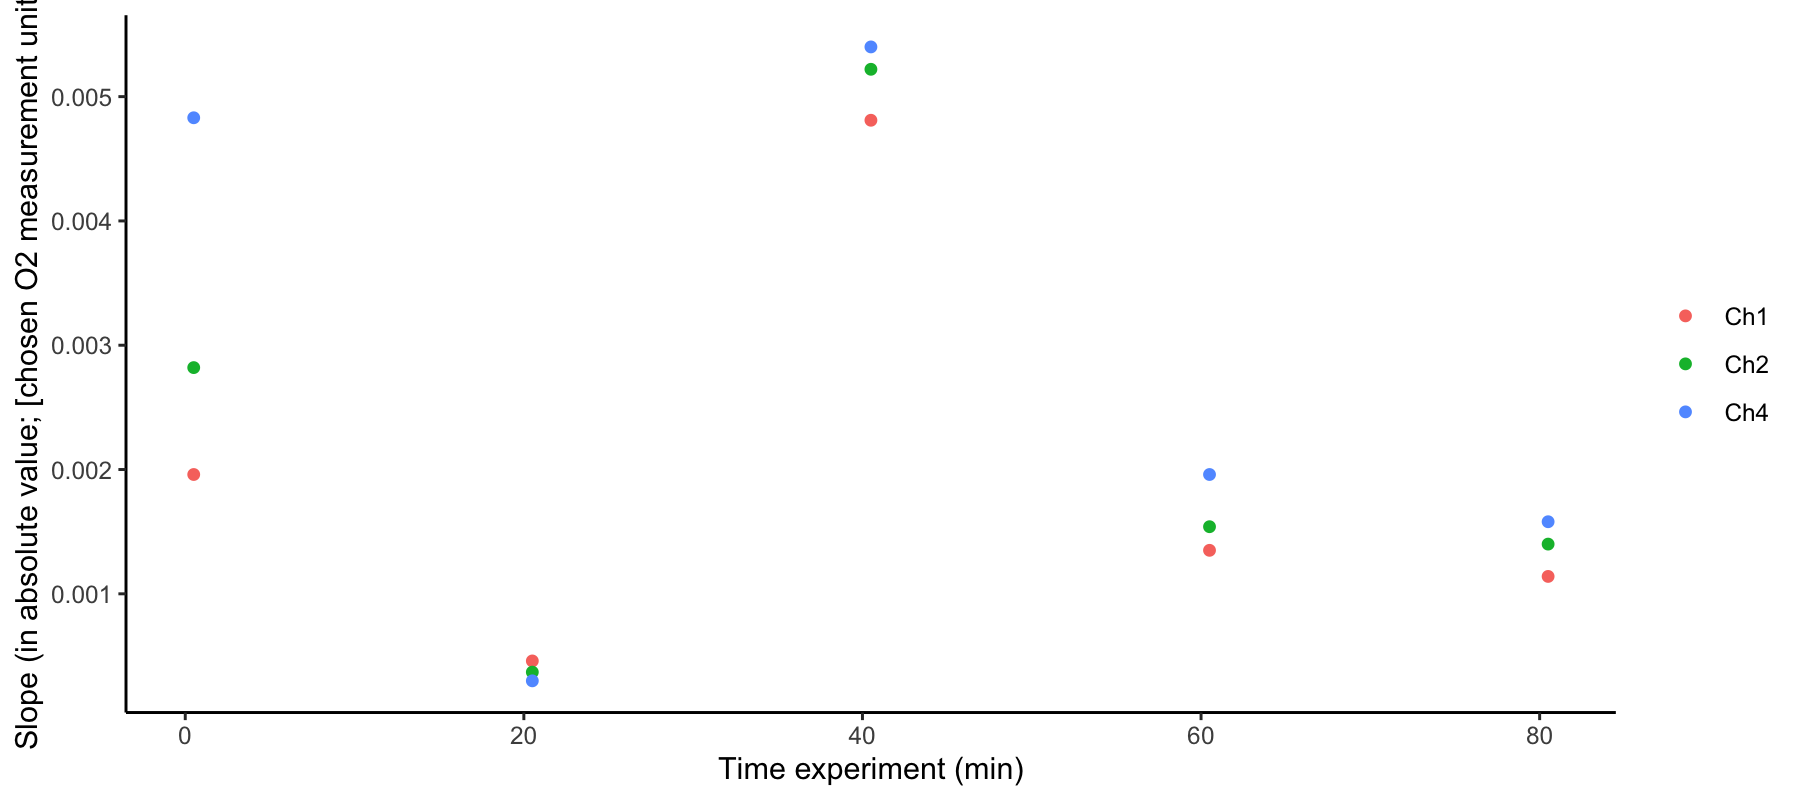 Slope (in absolute value; [chosen O2 measurement unit
0.005
0.004
0.003
0.002
0.001
0 20 40 60 80
Time experiment (min)
Ch1
Ch2
Ch4